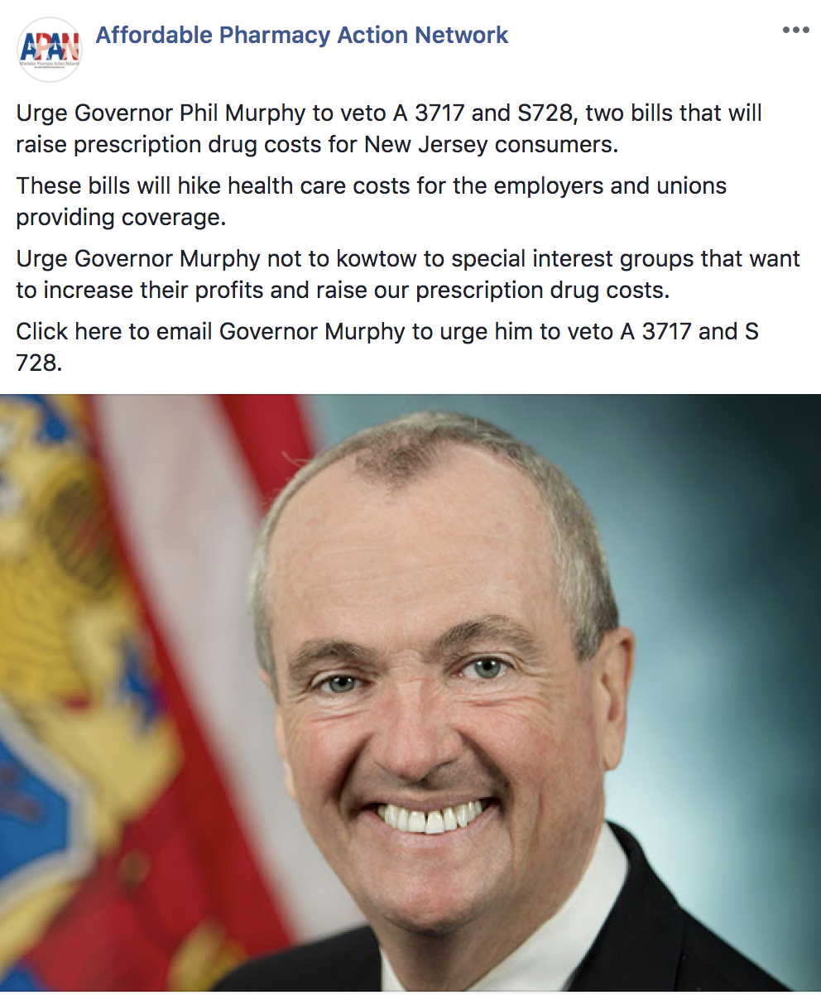 APAN
Affordable Pharmacy Action Network
Affordable Pharmacy Action Network
Urge Governor Phil Murphy to veto A 3717 and S728, two bills that will
raise prescription drug costs for New Jersey consumers.
These bills will hike health care costs for the employers and unions
providing coverage.
Urge Governor Murphy not to kowtow to special interest groups that want
to increase their profits and raise our prescription drug costs.
Click here to email Governor Murphy to urge him to veto A 3717 and S
728.